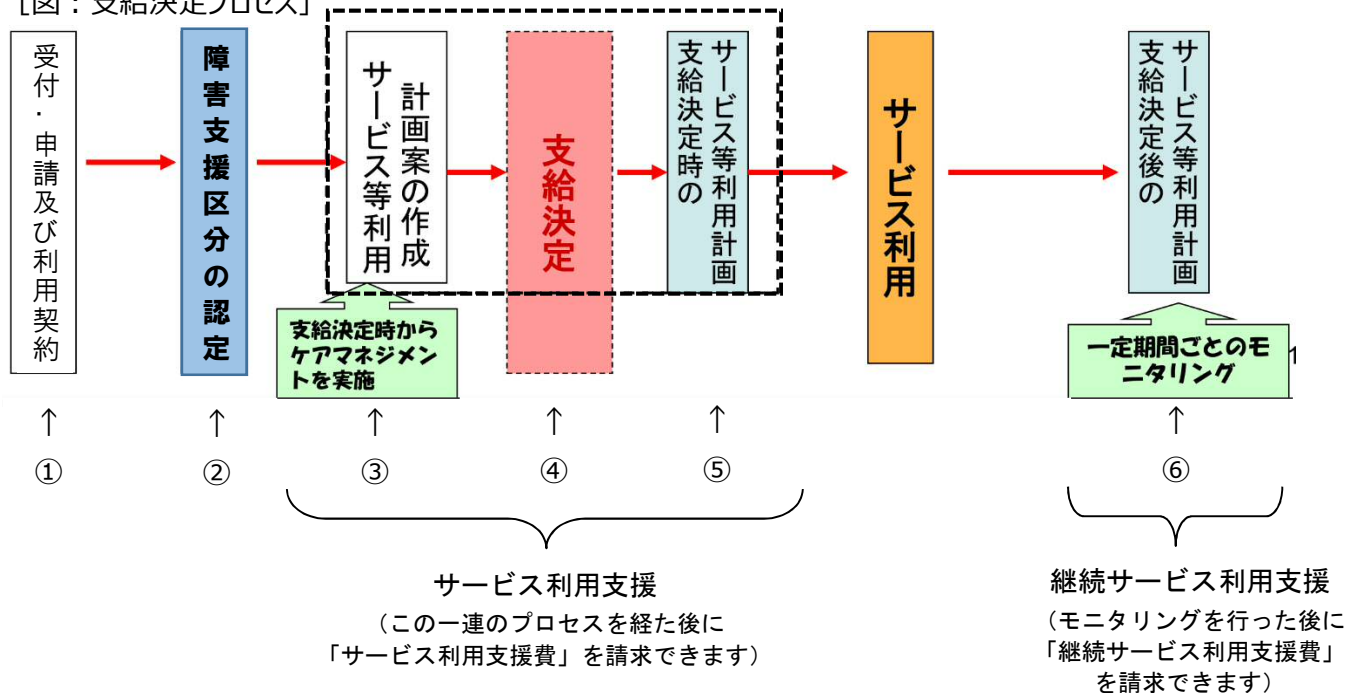 ［図：支給決定プロセス］
受付・申請及び利用契約
障害支援区分の認定
サービス等利用
計画案の作成
支給決定
サービス等利用計画
支給決定時の
サービス利用
サービス等利用計画
支給決定後の
支給決定時から
ケアマネジメン
トを実施
一定期間ごとのモ
ニタリング
↑ ↑ ↑ ↑ ↑ ↑
① ② ③ ④ ⑤ ⑥
サービス利用支援
（この一連のプロセスを経た後に
「サービス利用支援費」を請求できます）
継続サービス利用支援
（モニタリングを行った後に
「継続サービス利用支援費」
を請求できます）